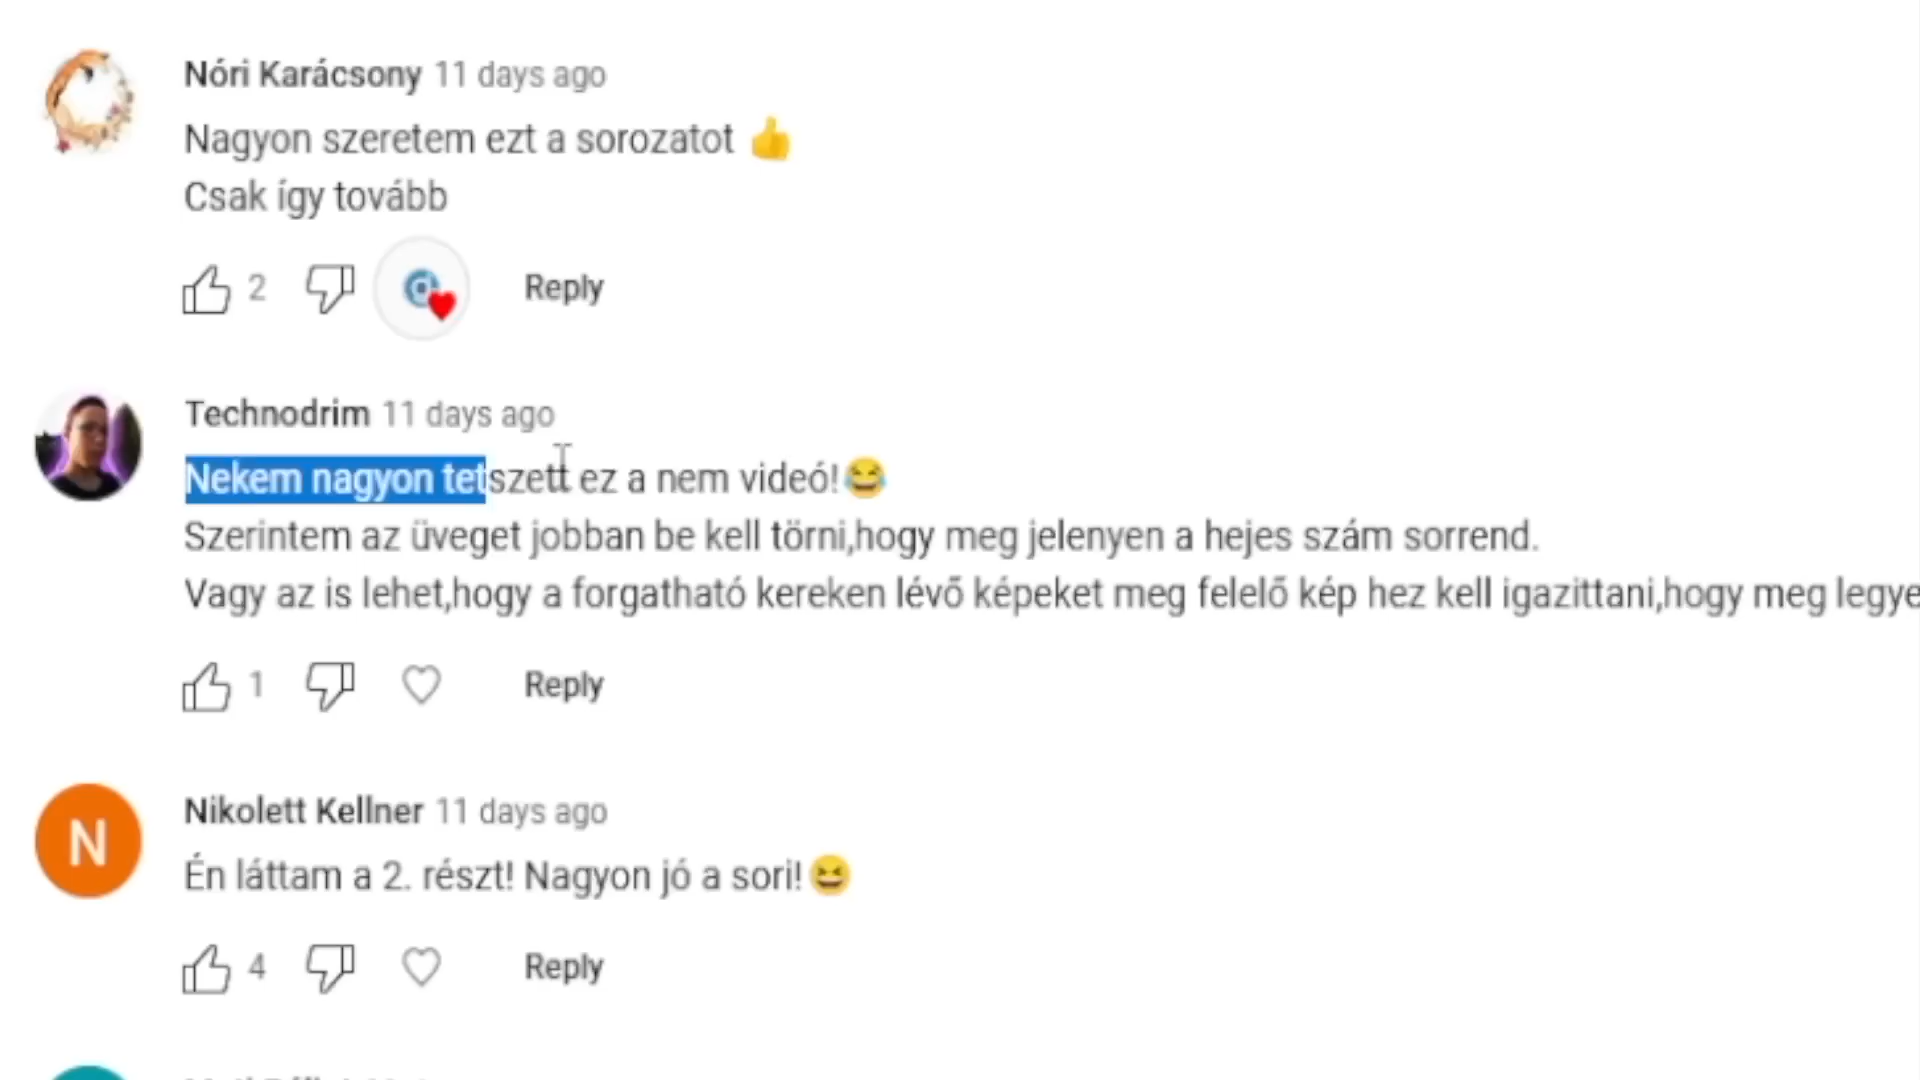 Nóri Karácsony 11 days ago
Nagyon szeretem ezt a sorozatot 👍
Csak így tovább
2 Reply
Technodrim 11 days ago
Nekem nagyon tetszett ez a nem videó!😂
Szerintem az üveget jobban be kell törni,hogy meg jelenyen a hejes szám sorrend.
Vagy az is lehet,hogy a forgatható kereken lévő képeket meg felelő kép hez kell igazittani,hogy meg legye
1 Reply
N
Nikolett Kellner 11 days ago
Én láttam a 2. részt! Nagyon jó a sori!😆
4 Reply